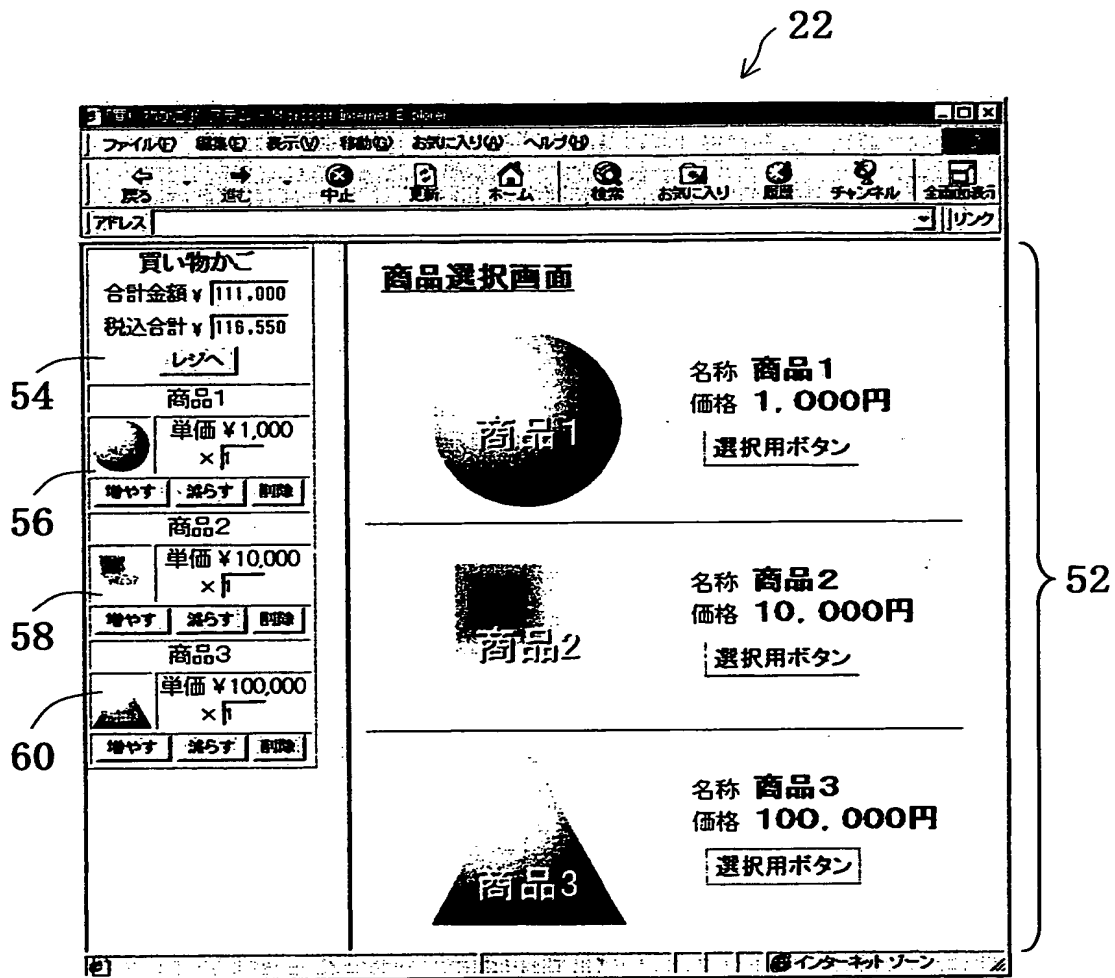 22
ファイル(F) 編集(E) 表示(V) 移動(G) お気に入り(A) ヘルプ(H)
戻る 進む 中止 更新 ホーム 検索 お気に入り 履歴 チャンネル 全画面表示
アドレス リンク
買い物かご
合計金額 ¥ 111,000
税込合計 ¥ 116,550
レジへ
54
商品1
単価 ¥1,000
× 1
増やす 減らす 削除
56
商品2
単価 ¥10,000
× 1
増やす 減らす 削除
58
商品3
単価 ¥100,000
× 1
増やす 減らす 削除
60
商品選択画面
商品1
名称 商品1
価格 1,000円
選択用ボタン
商品2
名称 商品2
価格 10,000円
選択用ボタン
52
商品3
名称 商品3
価格 100,000円
選択用ボタン
インターネット ゾーン